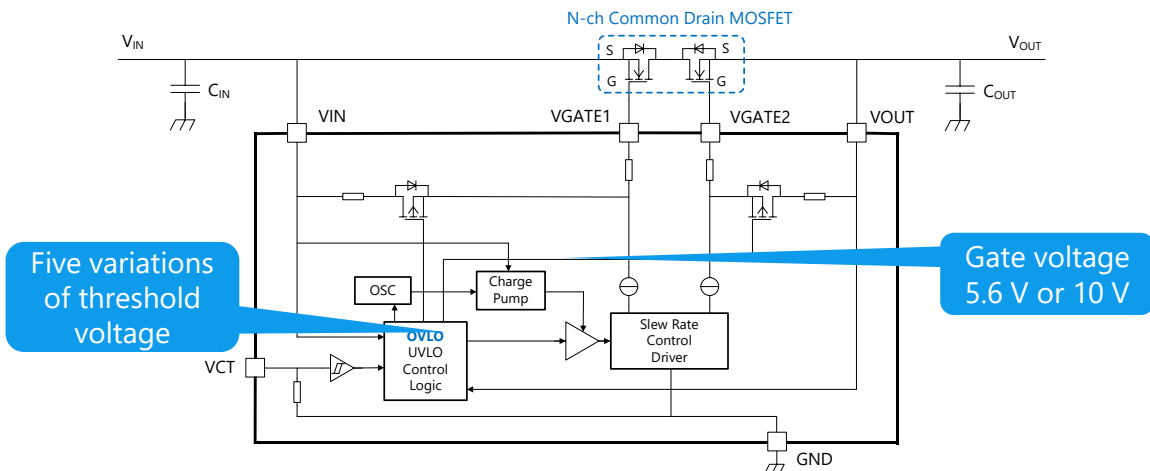 N-ch Common Drain MOSFET
VIN
S
S
VOUT
G
G
CIN
COUT
VIN
VGATE1
VGATE2
VOUT
Five variations
of threshold
voltage
Gate voltage
5.6 V or 10 V
OSC
Charge
Pump
OVLO
UVLO
Control
Logic
Slew Rate
Control
Driver
VCT
GND